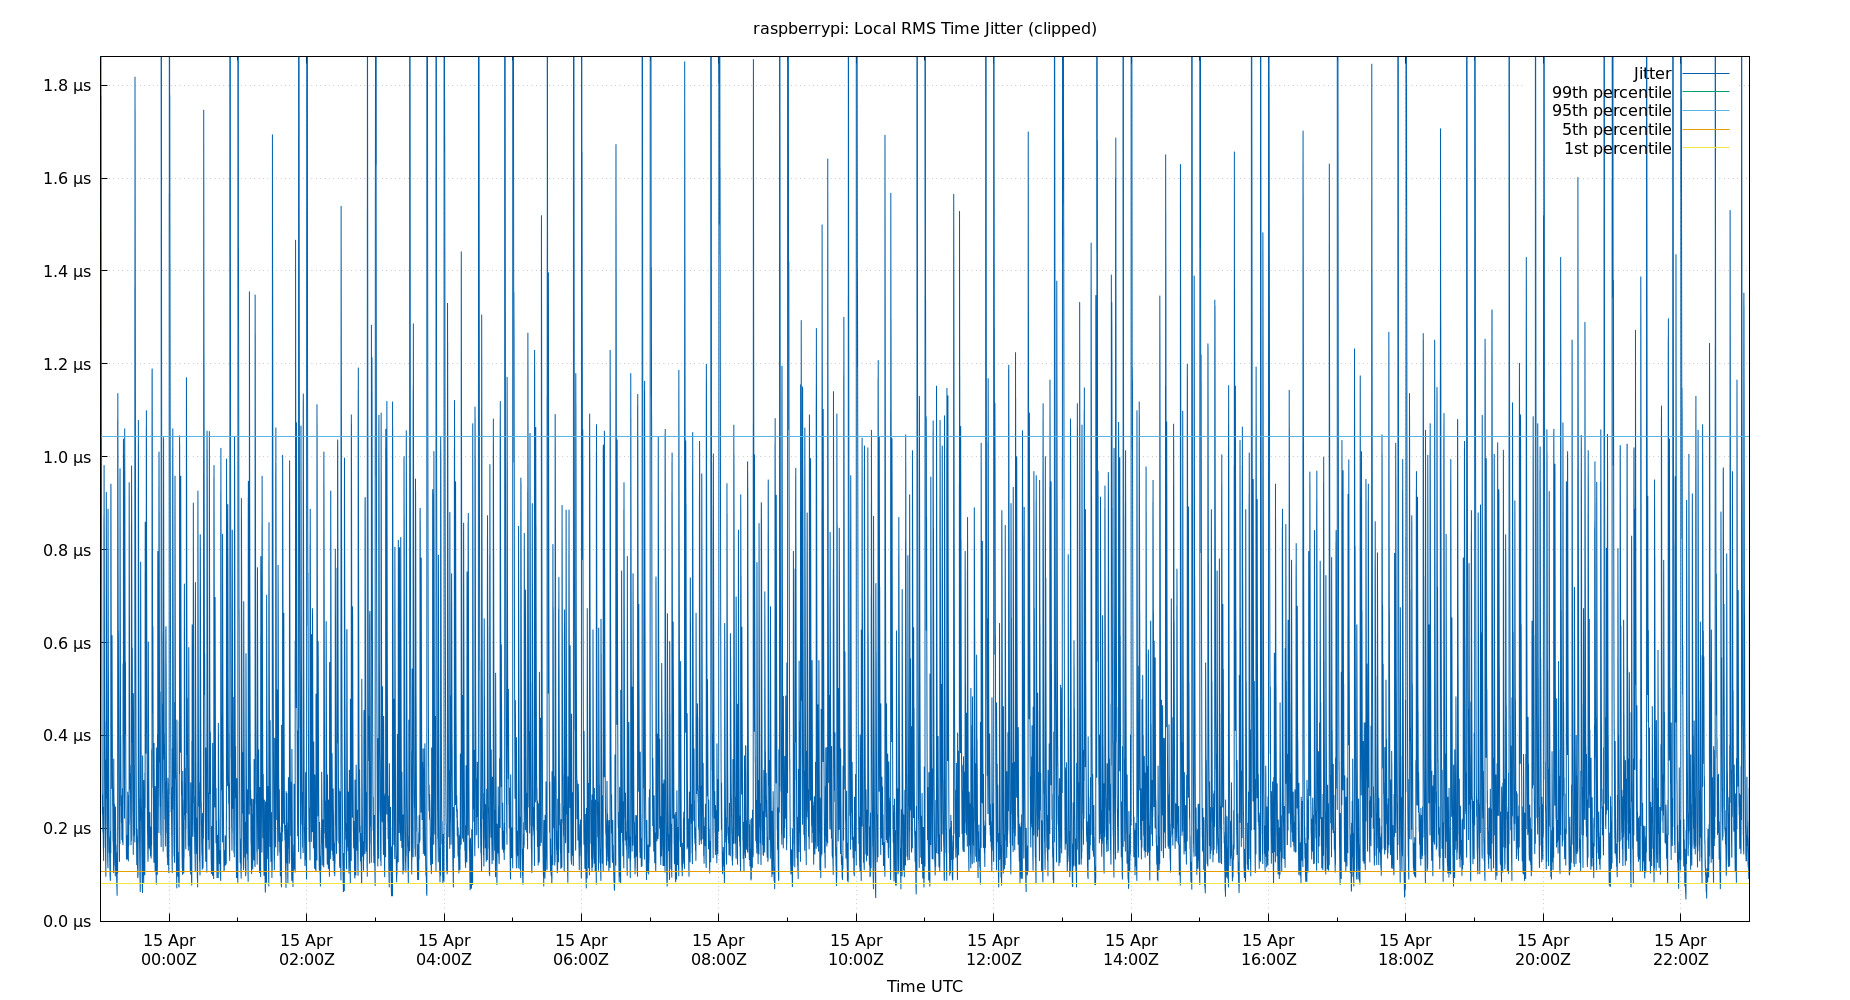 raspberrypi: Local RMS Time Jitter (clipped)
1.8 µs
1.6 µs
1.4 µs
1.2 µs
1.0 µs
0.8 µs
0.6 µs
0.4 µs
0.2 µs
0.0 µs
Jitter
99th percentile
95th percentile
5th percentile
1st percentile
15 Apr 15 Apr 15 Apr 15 Apr 15 Apr 15 Apr 15 Apr 15 Apr 15 Apr 15 Apr 15 Apr 15 Apr
00:00Z 02:00Z 04:00Z 06:00Z 08:00Z 10:00Z 12:00Z 14:00Z 16:00Z 18:00Z 20:00Z 22:00Z
Time UTC